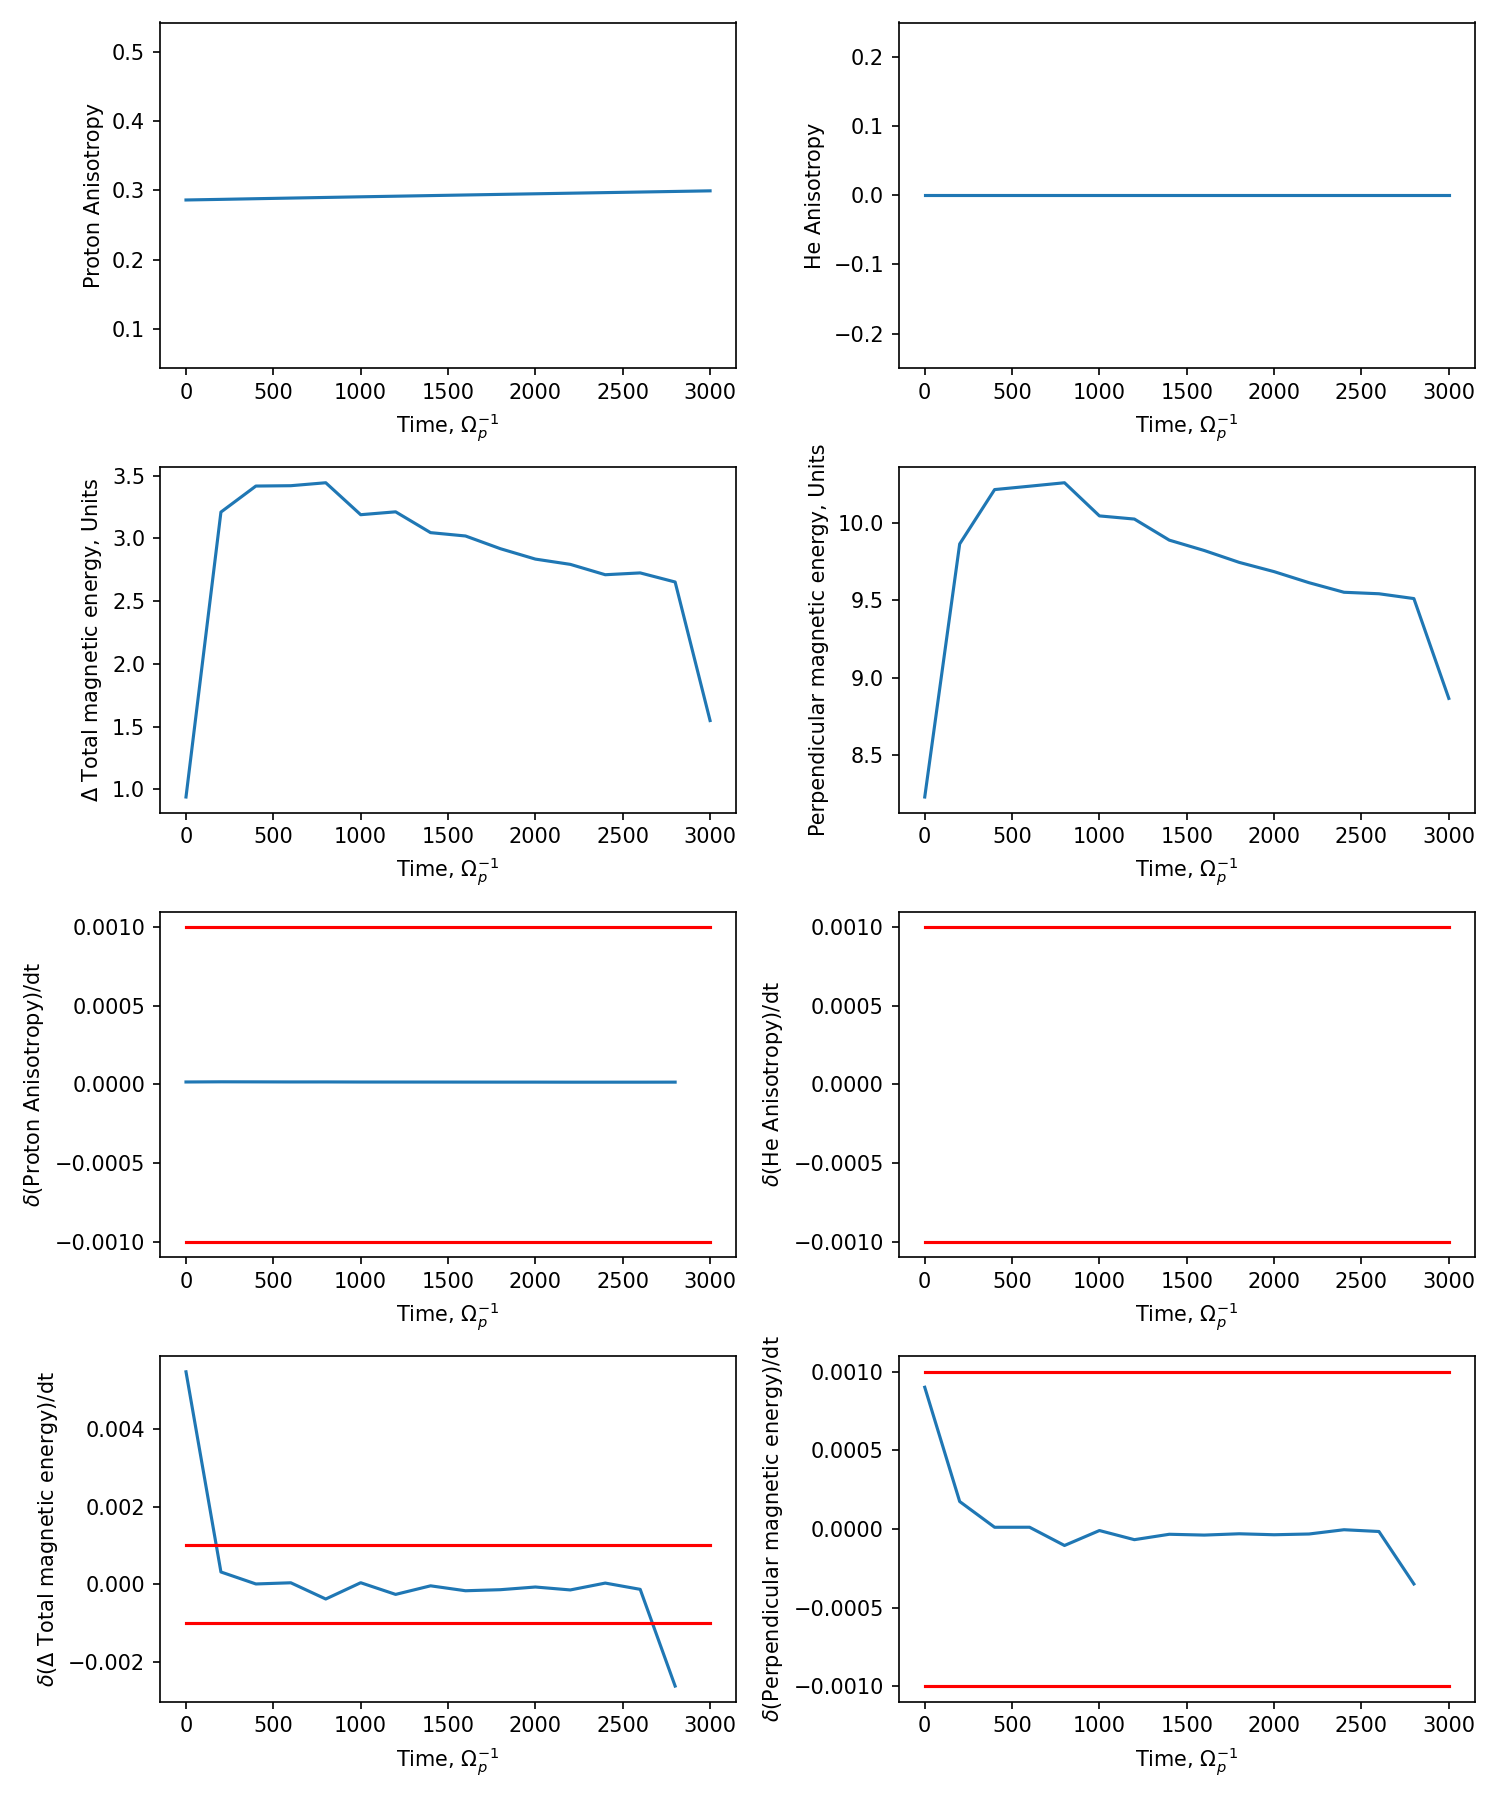 Proton Anisotropy
0.5
0.4
0.3
0.2
0.1
0 500 1000 1500 2000 2500 3000
Time, Ω_p^{−1}
He Anisotropy
0.2
0.1
0.0
−0.1
−0.2
0 500 1000 1500 2000 2500 3000
Time, Ω_p^{−1}
Δ Total magnetic energy, Units
3.5
3.0
2.5
2.0
1.5
1.0
0 500 1000 1500 2000 2500 3000
Time, Ω_p^{−1}
Perpendicular magnetic energy, Units
10.0
9.5
9.0
8.5
0 500 1000 1500 2000 2500 3000
Time, Ω_p^{−1}
δ(Proton Anisotropy)/dt
0.0010
0.0005
0.0000
−0.0005
−0.0010
0 500 1000 1500 2000 2500 3000
Time, Ω_p^{−1}
δ(He Anisotropy)/dt
0.0010
0.0005
0.0000
−0.0005
−0.0010
0 500 1000 1500 2000 2500 3000
Time, Ω_p^{−1}
δ(Δ Total magnetic energy)/dt
0.004
0.002
0.000
−0.002
0 500 1000 1500 2000 2500 3000
Time, Ω_p^{−1}
δ(Perpendicular magnetic energy)/dt
0.0010
0.0005
0.0000
−0.0005
−0.0010
0 500 1000 1500 2000 2500 3000
Time, Ω_p^{−1}